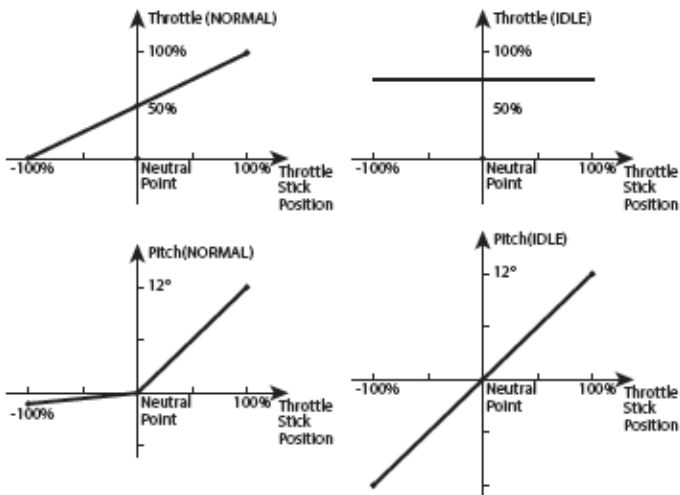 Throttle (NORMAL)
100%
50%
-100%
Neutral
Point
100%
Throttle
Stick
Position
Throttle (IDLE)
100%
50%
-100%
Neutral
Point
100%
Throttle
Stick
Position
Pitch(NORMAL)
12°
-100%
Neutral
Point
100%
Throttle
Stick
Position
Pitch(IDLE)
12°
-100%
Neutral
Point
100%
Throttle
Stick
Position